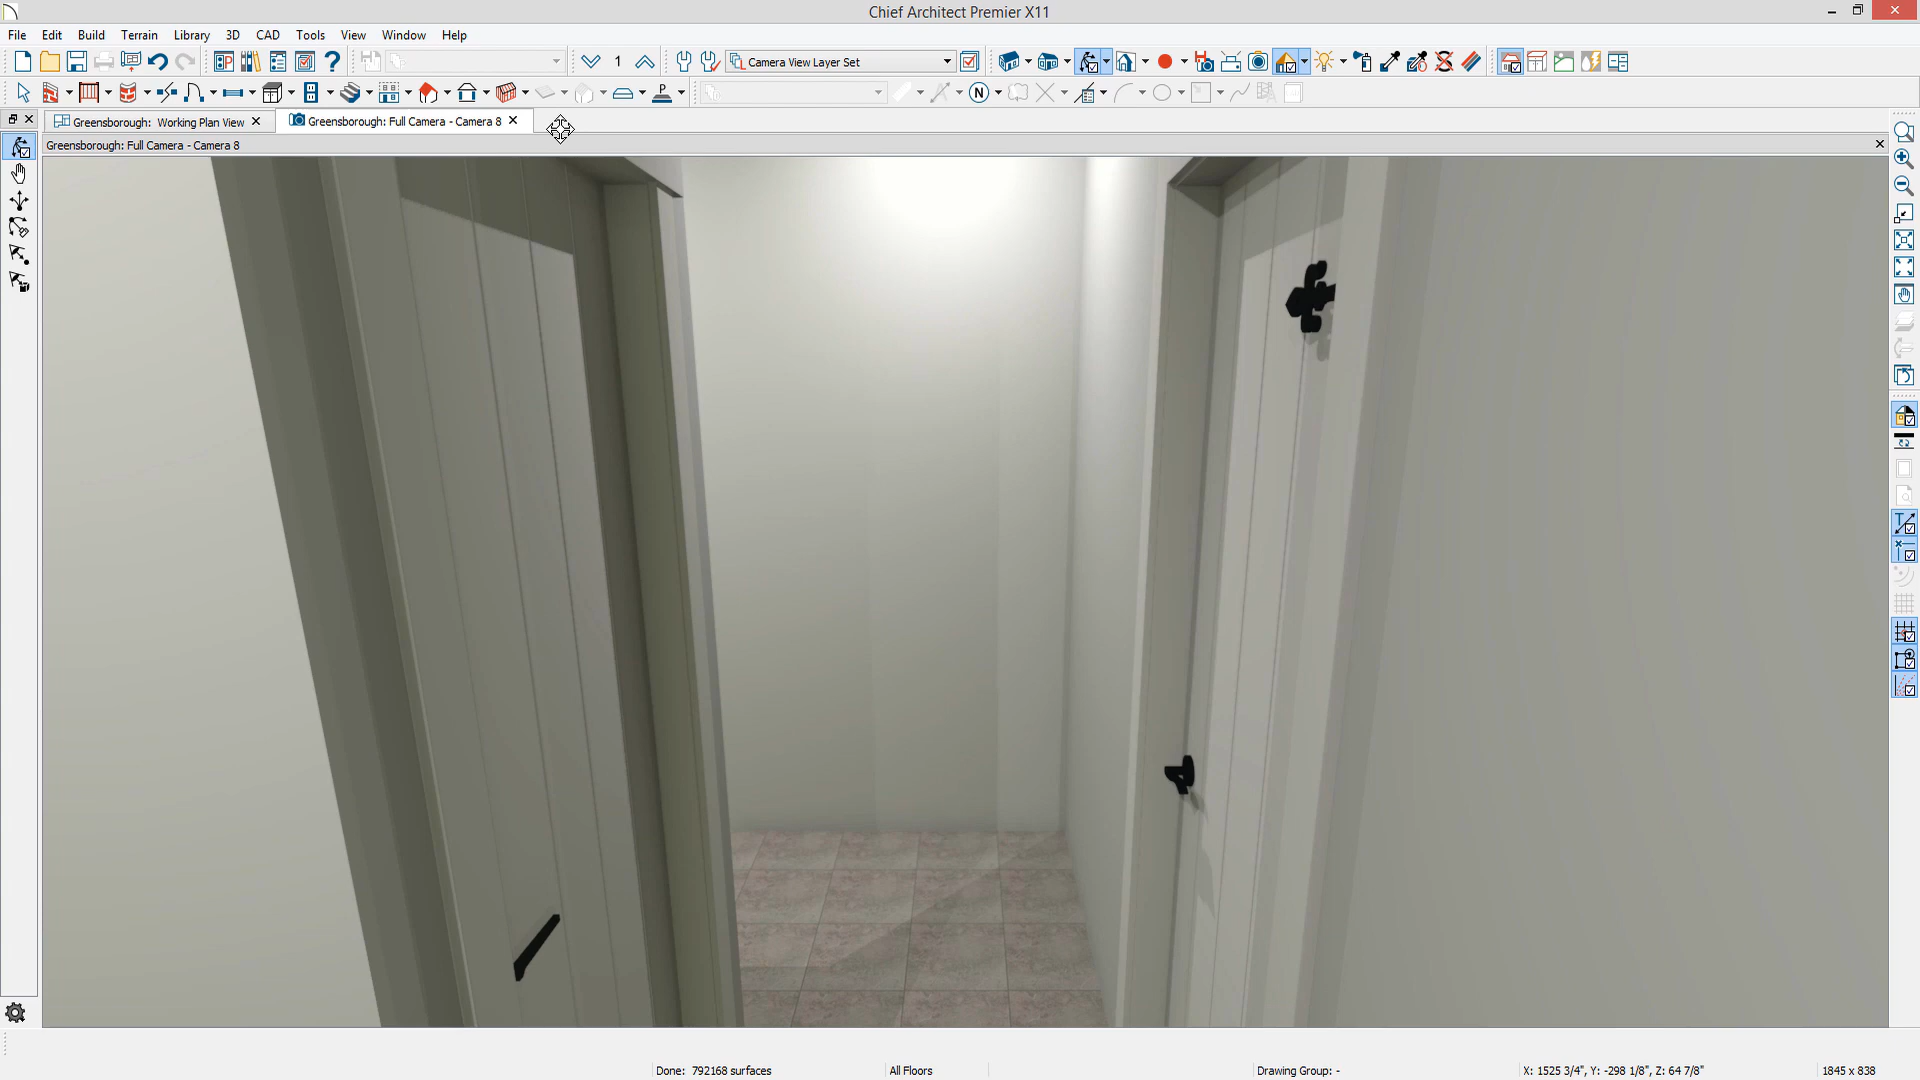 Chief Architect Premier X11
File Edit Build Terrain Library 3D CAD Tools View Window Help
1 Camera View Layer Set
N P
Greensborough: Working Plan View Greensborough: Full Camera - Camera 8
Greensborough: Full Camera - Camera 8
Done: 792168 surfaces All Floors Drawing Group: - X: 1525 3/4", Y: -298 1/8", Z: 64 7/8" 1845 x 838